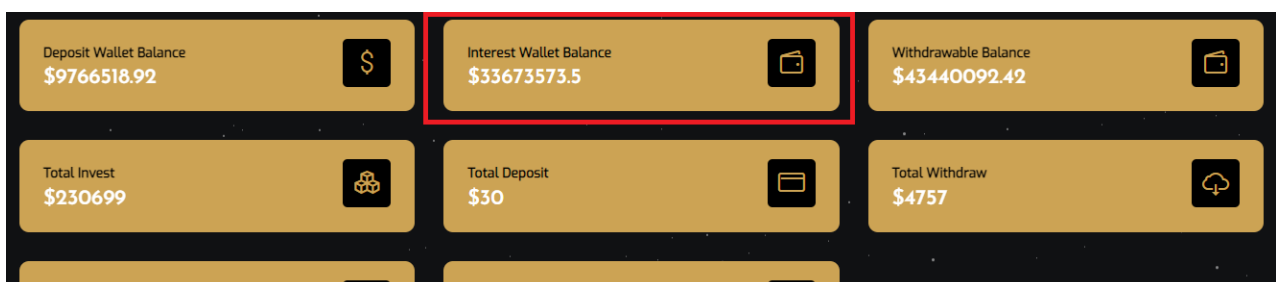 Deposit Wallet Balance
$9766518.92
Interest Wallet Balance
$33673573.5
Withdrawable Balance
$43440092.42
Total Invest
$230699
Total Deposit
$30
Total Withdraw
$4757